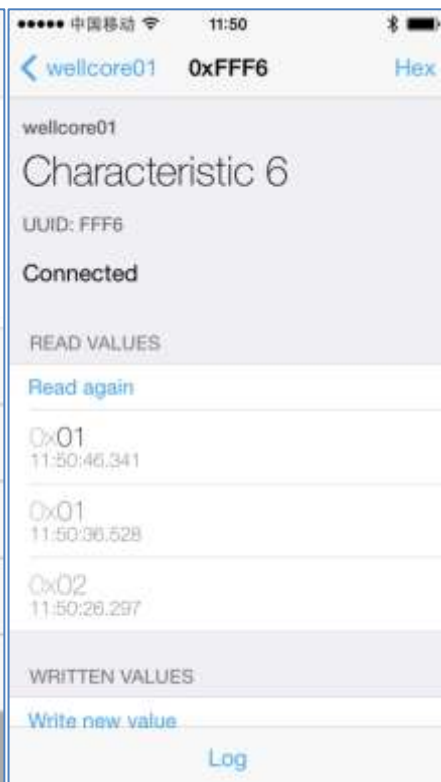 中国移动 11:50
wellcore01 0xFFF6 Hex
wellcore01
Characteristic 6
UUID: FFF6
Connected
READ VALUES
Read again
0x01
11:50:46.341
0x01
11:50:36.528
0x02
11:50:26.297
WRITTEN VALUES
Write new value
Log